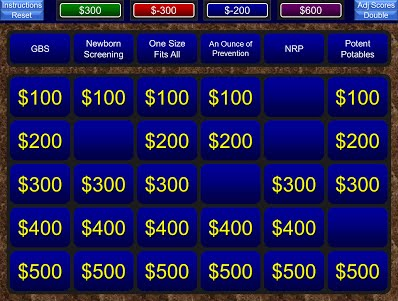 Instructions
Reset
$300
$-300
$-200
$600
Adj Scores
Double
GBS
Newborn
Screening
One Size
Fits All
An Ounce of
Prevention
NRP
Potent
Potables
$100 $100 $100 $100 $100
$200 $200 $200 $200
$300 $300 $300 $300 $300
$400 $400 $400 $400 $400
$500 $500 $500 $500 $500 $500